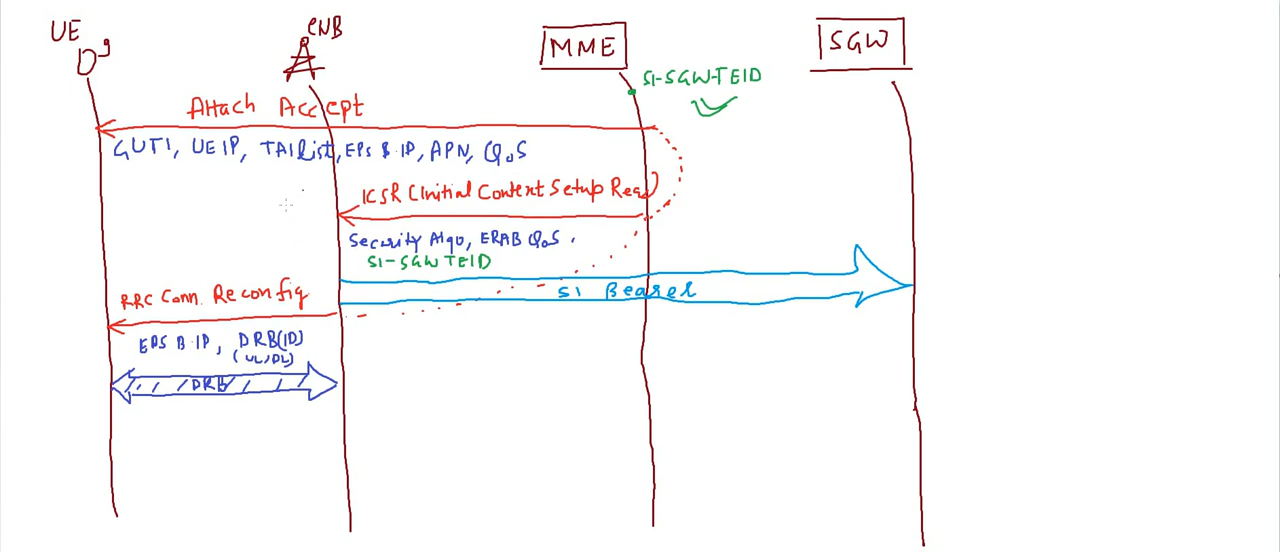 UE
eNB
MME
SGW
S1-SGW-TEID
Attach Accept
GUTI, UE IP, TAI list, EPS B·IP, APN, QoS
ICSR (Initial Context Setup Req)
Security Algo, ERAB QoS.
S1-SGW TEID
S1 Bearer
RRC Conn. Reconfig
EPS B·IP, DRB(ID)
(UL/DL)
DRB